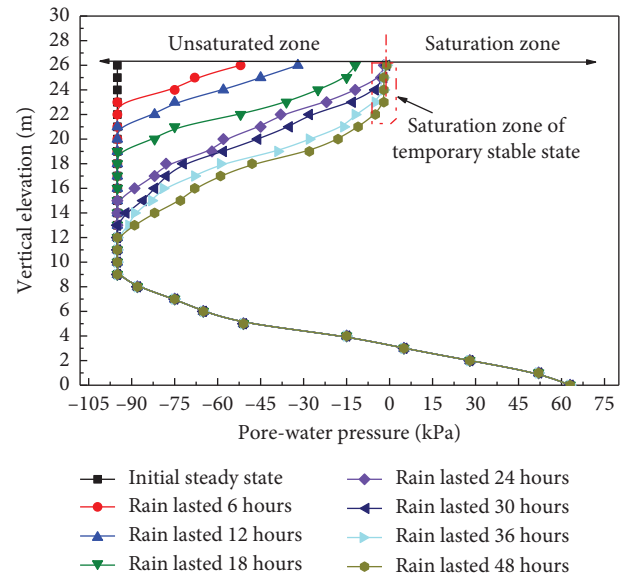 30
28
26
24
22
20
18
16
14
12
10
8
6
4
2
0
Vertical elevation (m)
Unsaturated zone
Saturation zone
Saturation zone of
temporary stable state
–105 –90 –75 –60 –45 –30 –15 0 15 30 45 60 75
Pore-water pressure (kPa)
Initial steady state
Rain lasted 6 hours
Rain lasted 12 hours
Rain lasted 18 hours
Rain lasted 24 hours
Rain lasted 30 hours
Rain lasted 36 hours
Rain lasted 48 hours